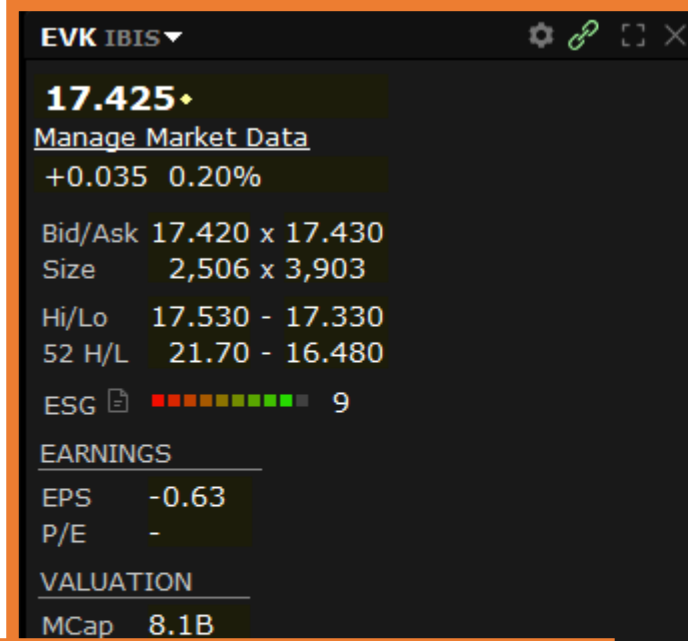 EVK IBIS
17.425
Manage Market Data
+0.035 0.20%
Bid/Ask 17.420 x 17.430
Size 2,506 x 3,903
Hi/Lo 17.530 - 17.330
52 H/L 21.70 - 16.480
ESG 9
EARNINGS
EPS -0.63
P/E -
VALUATION
MCap 8.1B